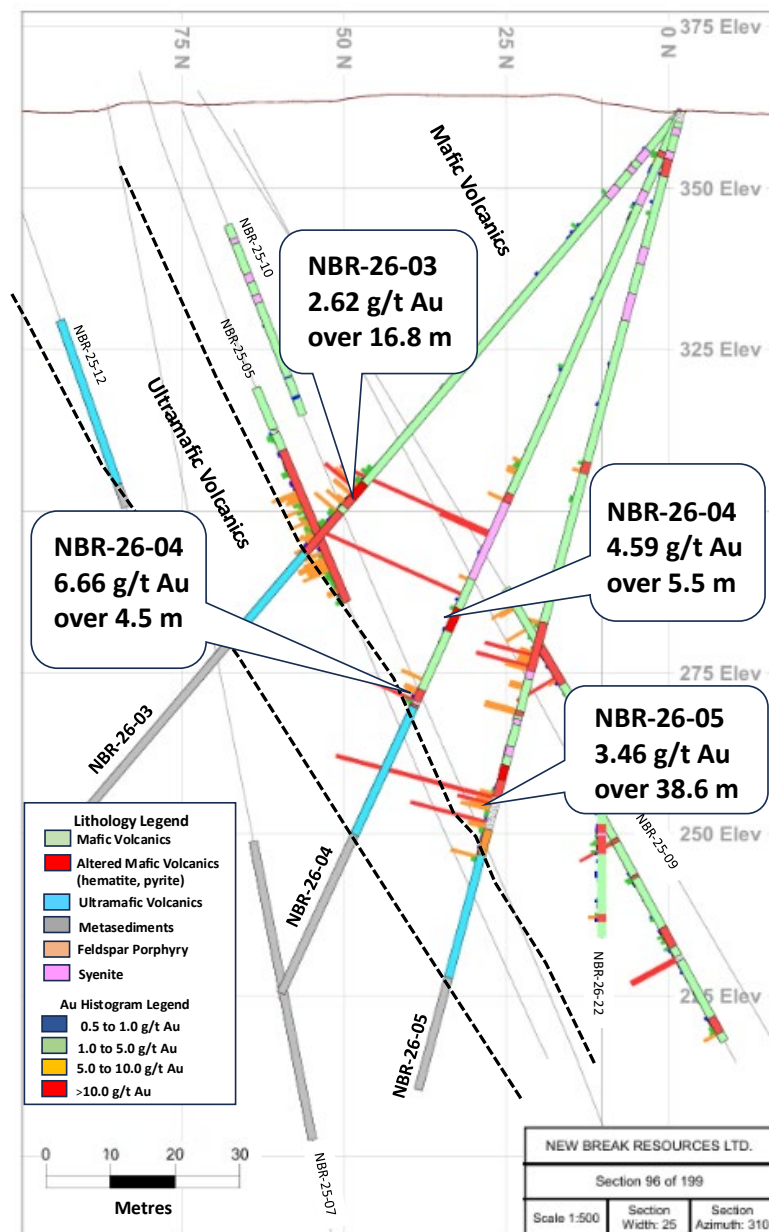 375 Elev
75 N
50 N
25 N
0 N
Mafic Volcanics
350 Elev
NBR-25-10
NBR-26-03
2.62 g/t Au
over 16.8 m
325 Elev
NBR-25-12
NBR-25-05
Ultramafic Volcanics
NBR-26-04
4.59 g/t Au
over 5.5 m
NBR-26-04
6.66 g/t Au
over 4.5 m
275 Elev
NBR-26-03
NBR-26-05
3.46 g/t Au
over 38.6 m
Lithology Legend
Mafic Volcanics
Altered Mafic Volcanics
(hematite, pyrite)
Ultramafic Volcanics
Metasediments
Feldspar Porphyry
Syenite
Au Histogram Legend
0.5 to 1.0 g/t Au
1.0 to 5.0 g/t Au
5.0 to 10.0 g/t Au
>10.0 g/t Au
250 Elev
NBR-25-09
NBR-26-04
NBR-26-22
225 Elev
NBR-26-05
NBR-25-07
0 10 20 30
Metres
NEW BREAK RESOURCES LTD.
Section 96 of 199
Scale 1:500
Section
Width: 25
Section
Azimuth: 310